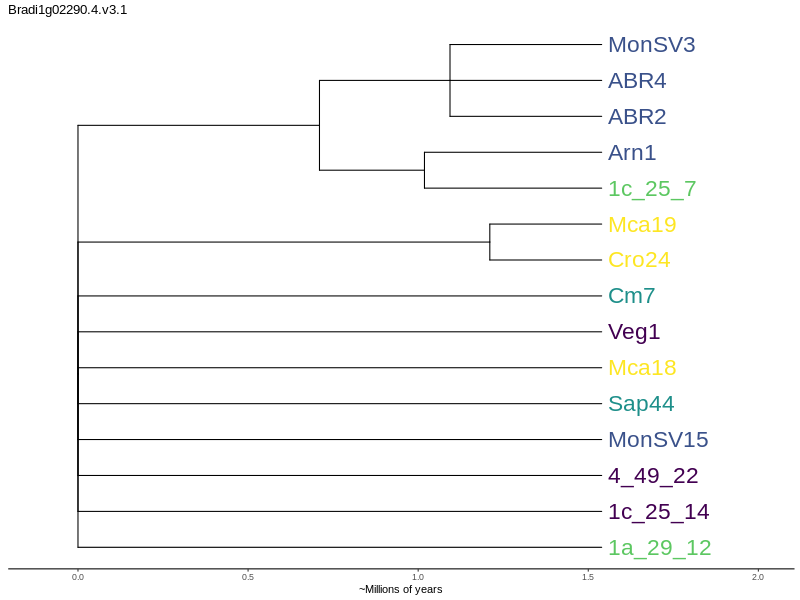 Bradi1g02290.4.v3.1
MonSV3
ABR4
ABR2
Arn1
1c_25_7
Mca19
Cro24
Cm7
Veg1
Mca18
Sap44
MonSV15
4_49_22
1c_25_14
1a_29_12
0.0 0.5 1.0 1.5 2.0
~Millions of years